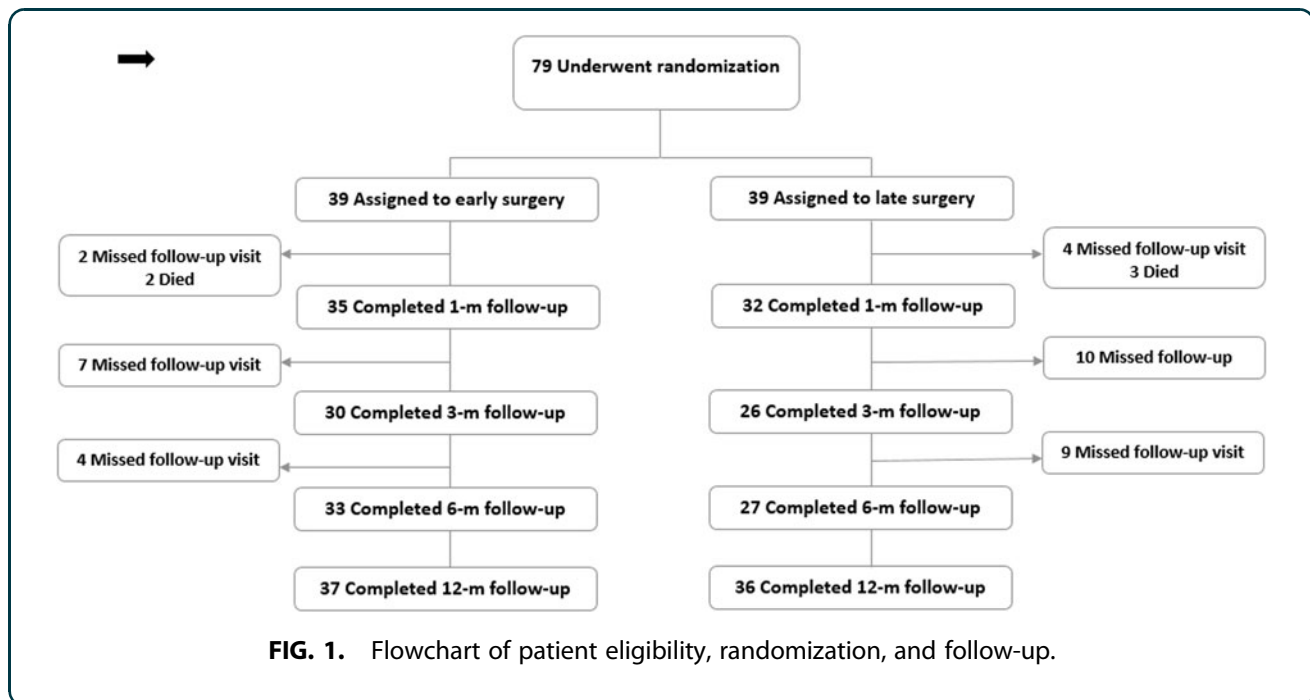 79 Underwent randomization
39 Assigned to early surgery
39 Assigned to late surgery
2 Missed follow-up visit
2 Died
4 Missed follow-up visit
3 Died
35 Completed 1-m follow-up
32 Completed 1-m follow-up
7 Missed follow-up visit
10 Missed follow-up
30 Completed 3-m follow-up
26 Completed 3-m follow-up
4 Missed follow-up visit
9 Missed follow-up visit
33 Completed 6-m follow-up
27 Completed 6-m follow-up
37 Completed 12-m follow-up
36 Completed 12-m follow-up
FIG. 1. Flowchart of patient eligibility, randomization, and follow-up.